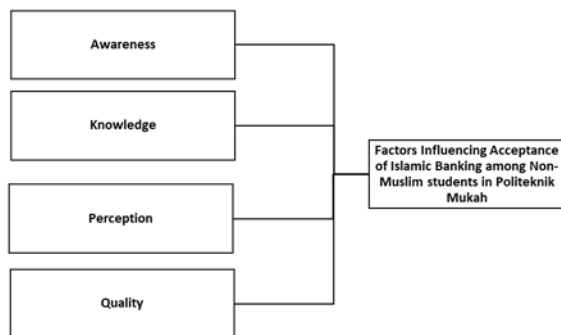 Awareness
Knowledge
Factors Influencing Acceptance
of Islamic Banking among Non-
Muslim students in Politeknik
Mukah
Perception
Quality